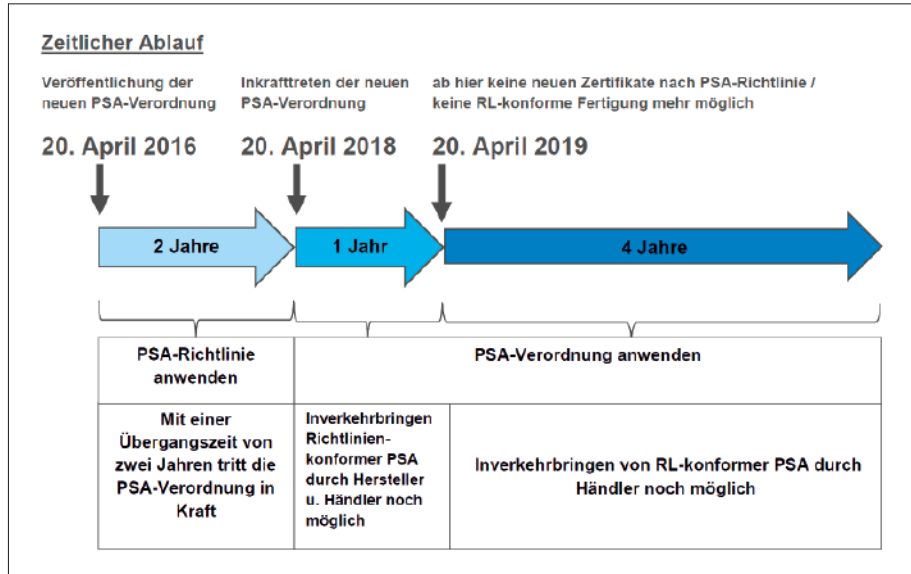 Zeitlicher Ablauf
Veröffentlichung der
neuen PSA-Verordnung
20. April 2016
Inkrafttreten der neuen
PSA-Verordnung
20. April 2018
ab hier keine neuen Zertifikate nach PSA-Richtlinie /
keine RL-konforme Fertigung mehr möglich
20. April 2019
2 Jahre
1 Jahr
4 Jahre
PSA-Richtlinie
anwenden
PSA-Verordnung anwenden
Mit einer
Übergangszeit von
zwei Jahren tritt die
PSA-Verordnung in
Kraft
Inverkehrbringen
Richtlinien-
konformer PSA
durch Hersteller
u. Händler noch
möglich
Inverkehrbringen von RL-konformer PSA durch
Händler noch möglich